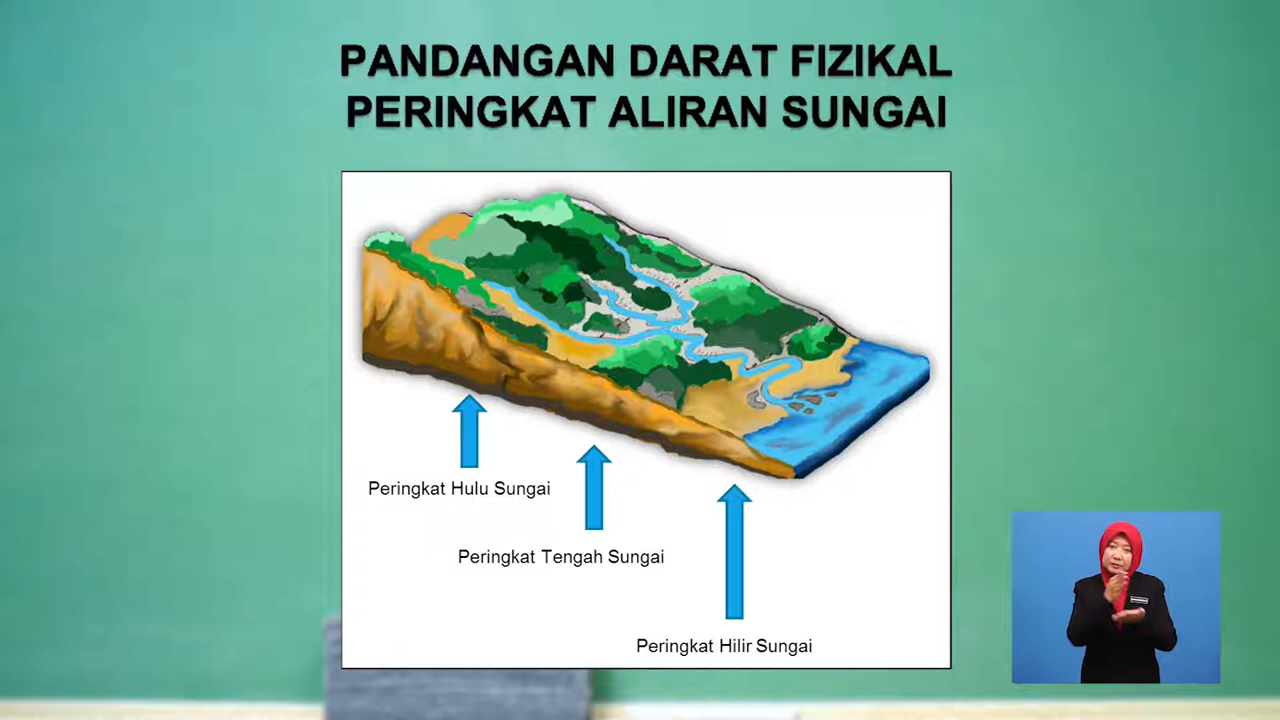 PANDANGAN DARAT FIZIKAL
PERINGKAT ALIRAN SUNGAI
Peringkat Hulu Sungai
Peringkat Tengah Sungai
Peringkat Hilir Sungai